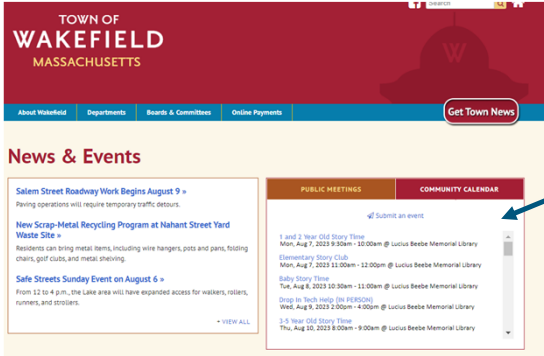 Search
TOWN OF
WAKEFIELD
MASSACHUSETTS
W
About Wakefield Departments Boards & Committees Online Payments
Get Town News
News & Events
Salem Street Roadway Work Begins August 9 »
Paving operations will require temporary traffic detours.
New Scrap-Metal Recycling Program at Nahant Street Yard
Waste Site »
Residents can bring metal items, including wire hangers, pots and pans, folding
chairs, golf clubs, and metal shelving.
Safe Streets Sunday Event on August 6 »
From 12 to 4 p.m., the Lake area will have expanded access for walkers, rollers,
runners, and strollers.
VIEW ALL
PUBLIC MEETINGS COMMUNITY CALENDAR
Submit an event
1 and 2 Year Old Story Time
Mon, Aug 7, 2023 9:30am - 10:00am @ Lucius Beebe Memorial Library
Elementary Story Club
Mon, Aug 7, 2023 11:00am - 12:00pm @ Lucius Beebe Memorial Library
Baby Story Time
Tue, Aug 8, 2023 10:30am - 11:00am @ Lucius Beebe Memorial Library
Drop In Tech Help (IN PERSON)
Wed, Aug 9, 2023 2:00pm - 4:00pm @ Lucius Beebe Memorial Library
3-5 Year Old Story Time
Thu, Aug 10, 2023 8:00am - 9:00am @ Lucius Beebe Memorial Library